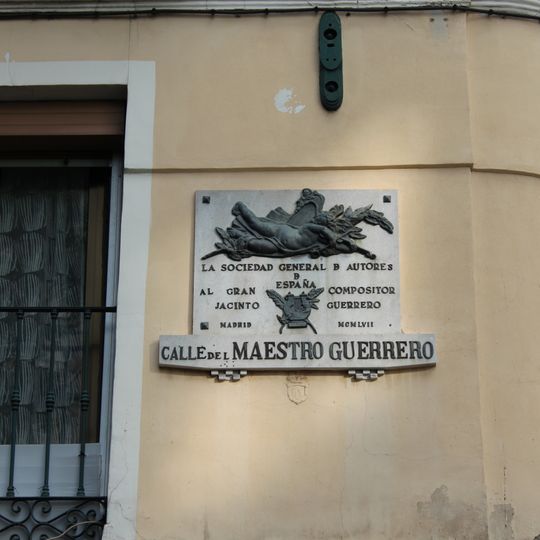 LA SOCIEDAD GENERAL D AUTORES
D
ESPAÑA
AL GRAN COMPOSITOR
JACINTO GUERRERO
MADRID MCMLVII
CALLE DEL MAESTRO GUERRERO